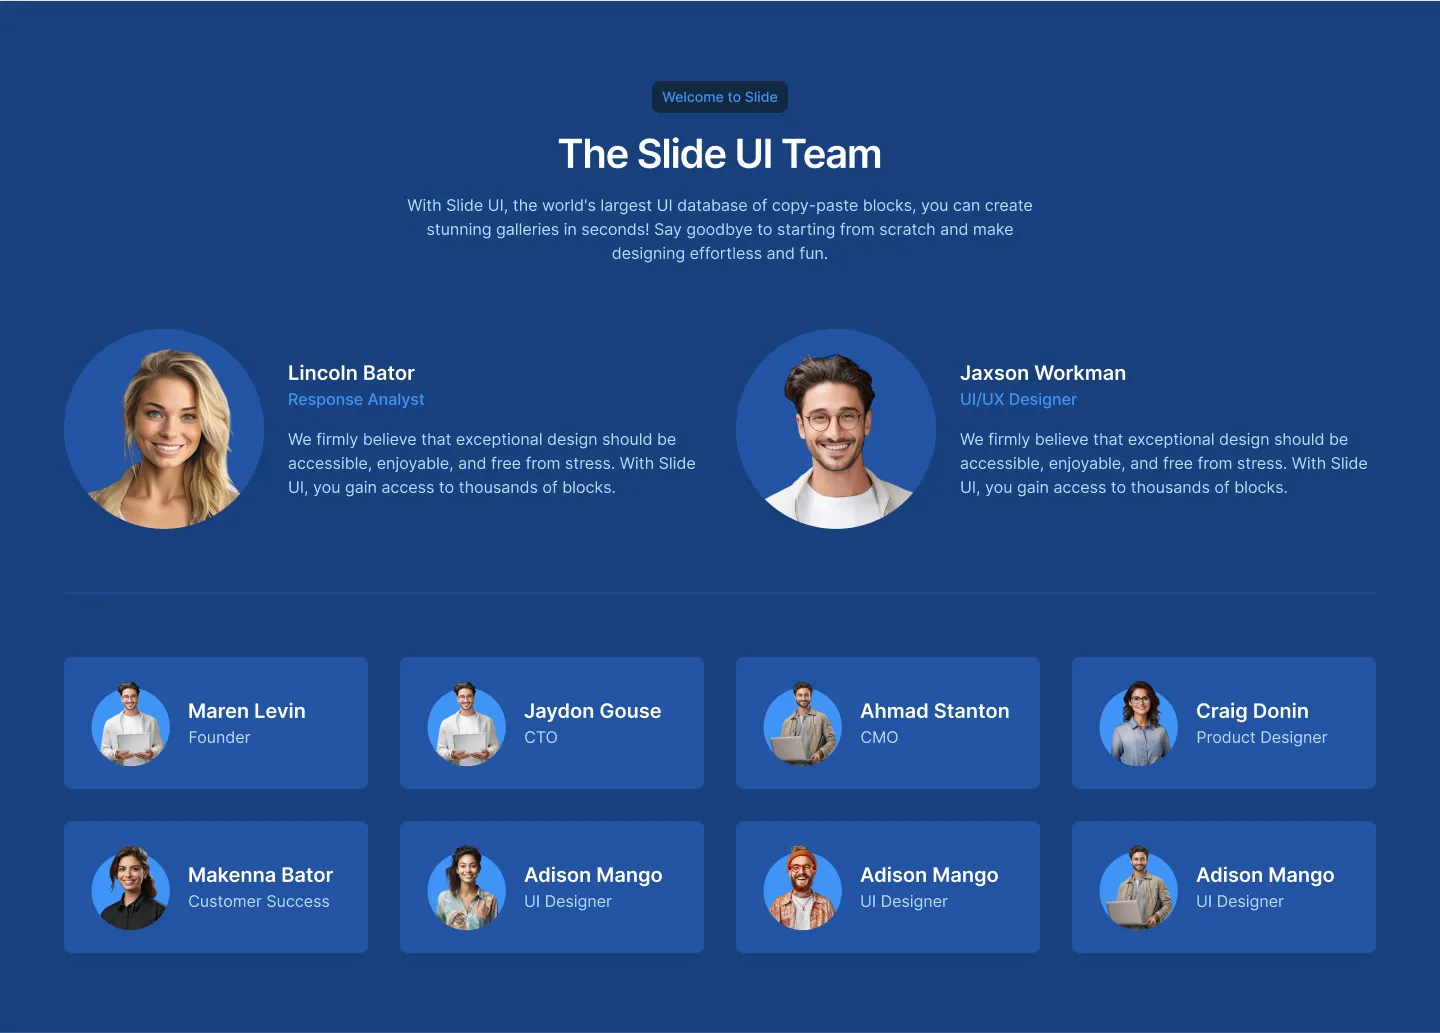 Welcome to Slide
The Slide UI Team
With Slide UI, the world's largest UI database of copy-paste blocks, you can create
stunning galleries in seconds! Say goodbye to starting from scratch and make
designing effortless and fun.
Lincoln Bator
Response Analyst
We firmly believe that exceptional design should be
accessible, enjoyable, and free from stress. With Slide
UI, you gain access to thousands of blocks.
Jaxson Workman
UI/UX Designer
We firmly believe that exceptional design should be
accessible, enjoyable, and free from stress. With Slide
UI, you gain access to thousands of blocks.
Maren Levin
Founder
Jaydon Gouse
CTO
Ahmad Stanton
CMO
Craig Donin
Product Designer
Makenna Bator
Customer Success
Adison Mango
UI Designer
Adison Mango
UI Designer
Adison Mango
UI Designer